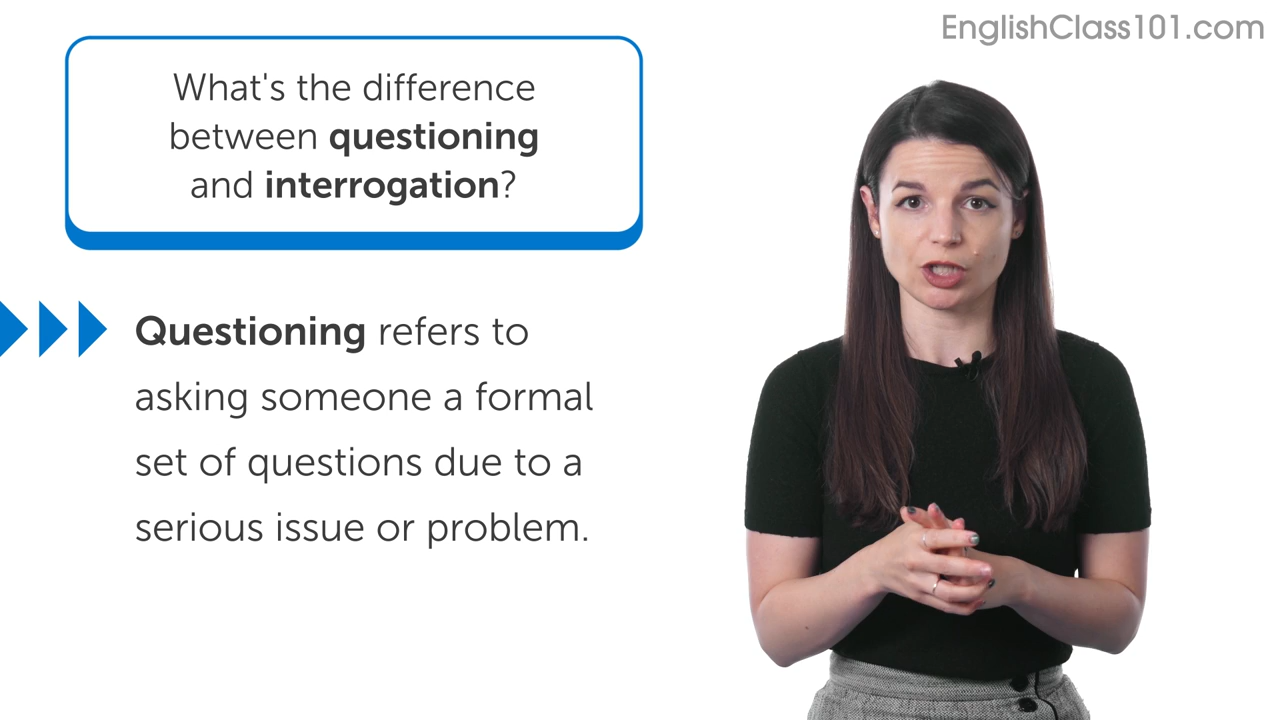 EnglishClass101.com
What's the difference
between questioning
and interrogation?
Questioning refers to
asking someone a formal
set of questions due to a
serious issue or problem.